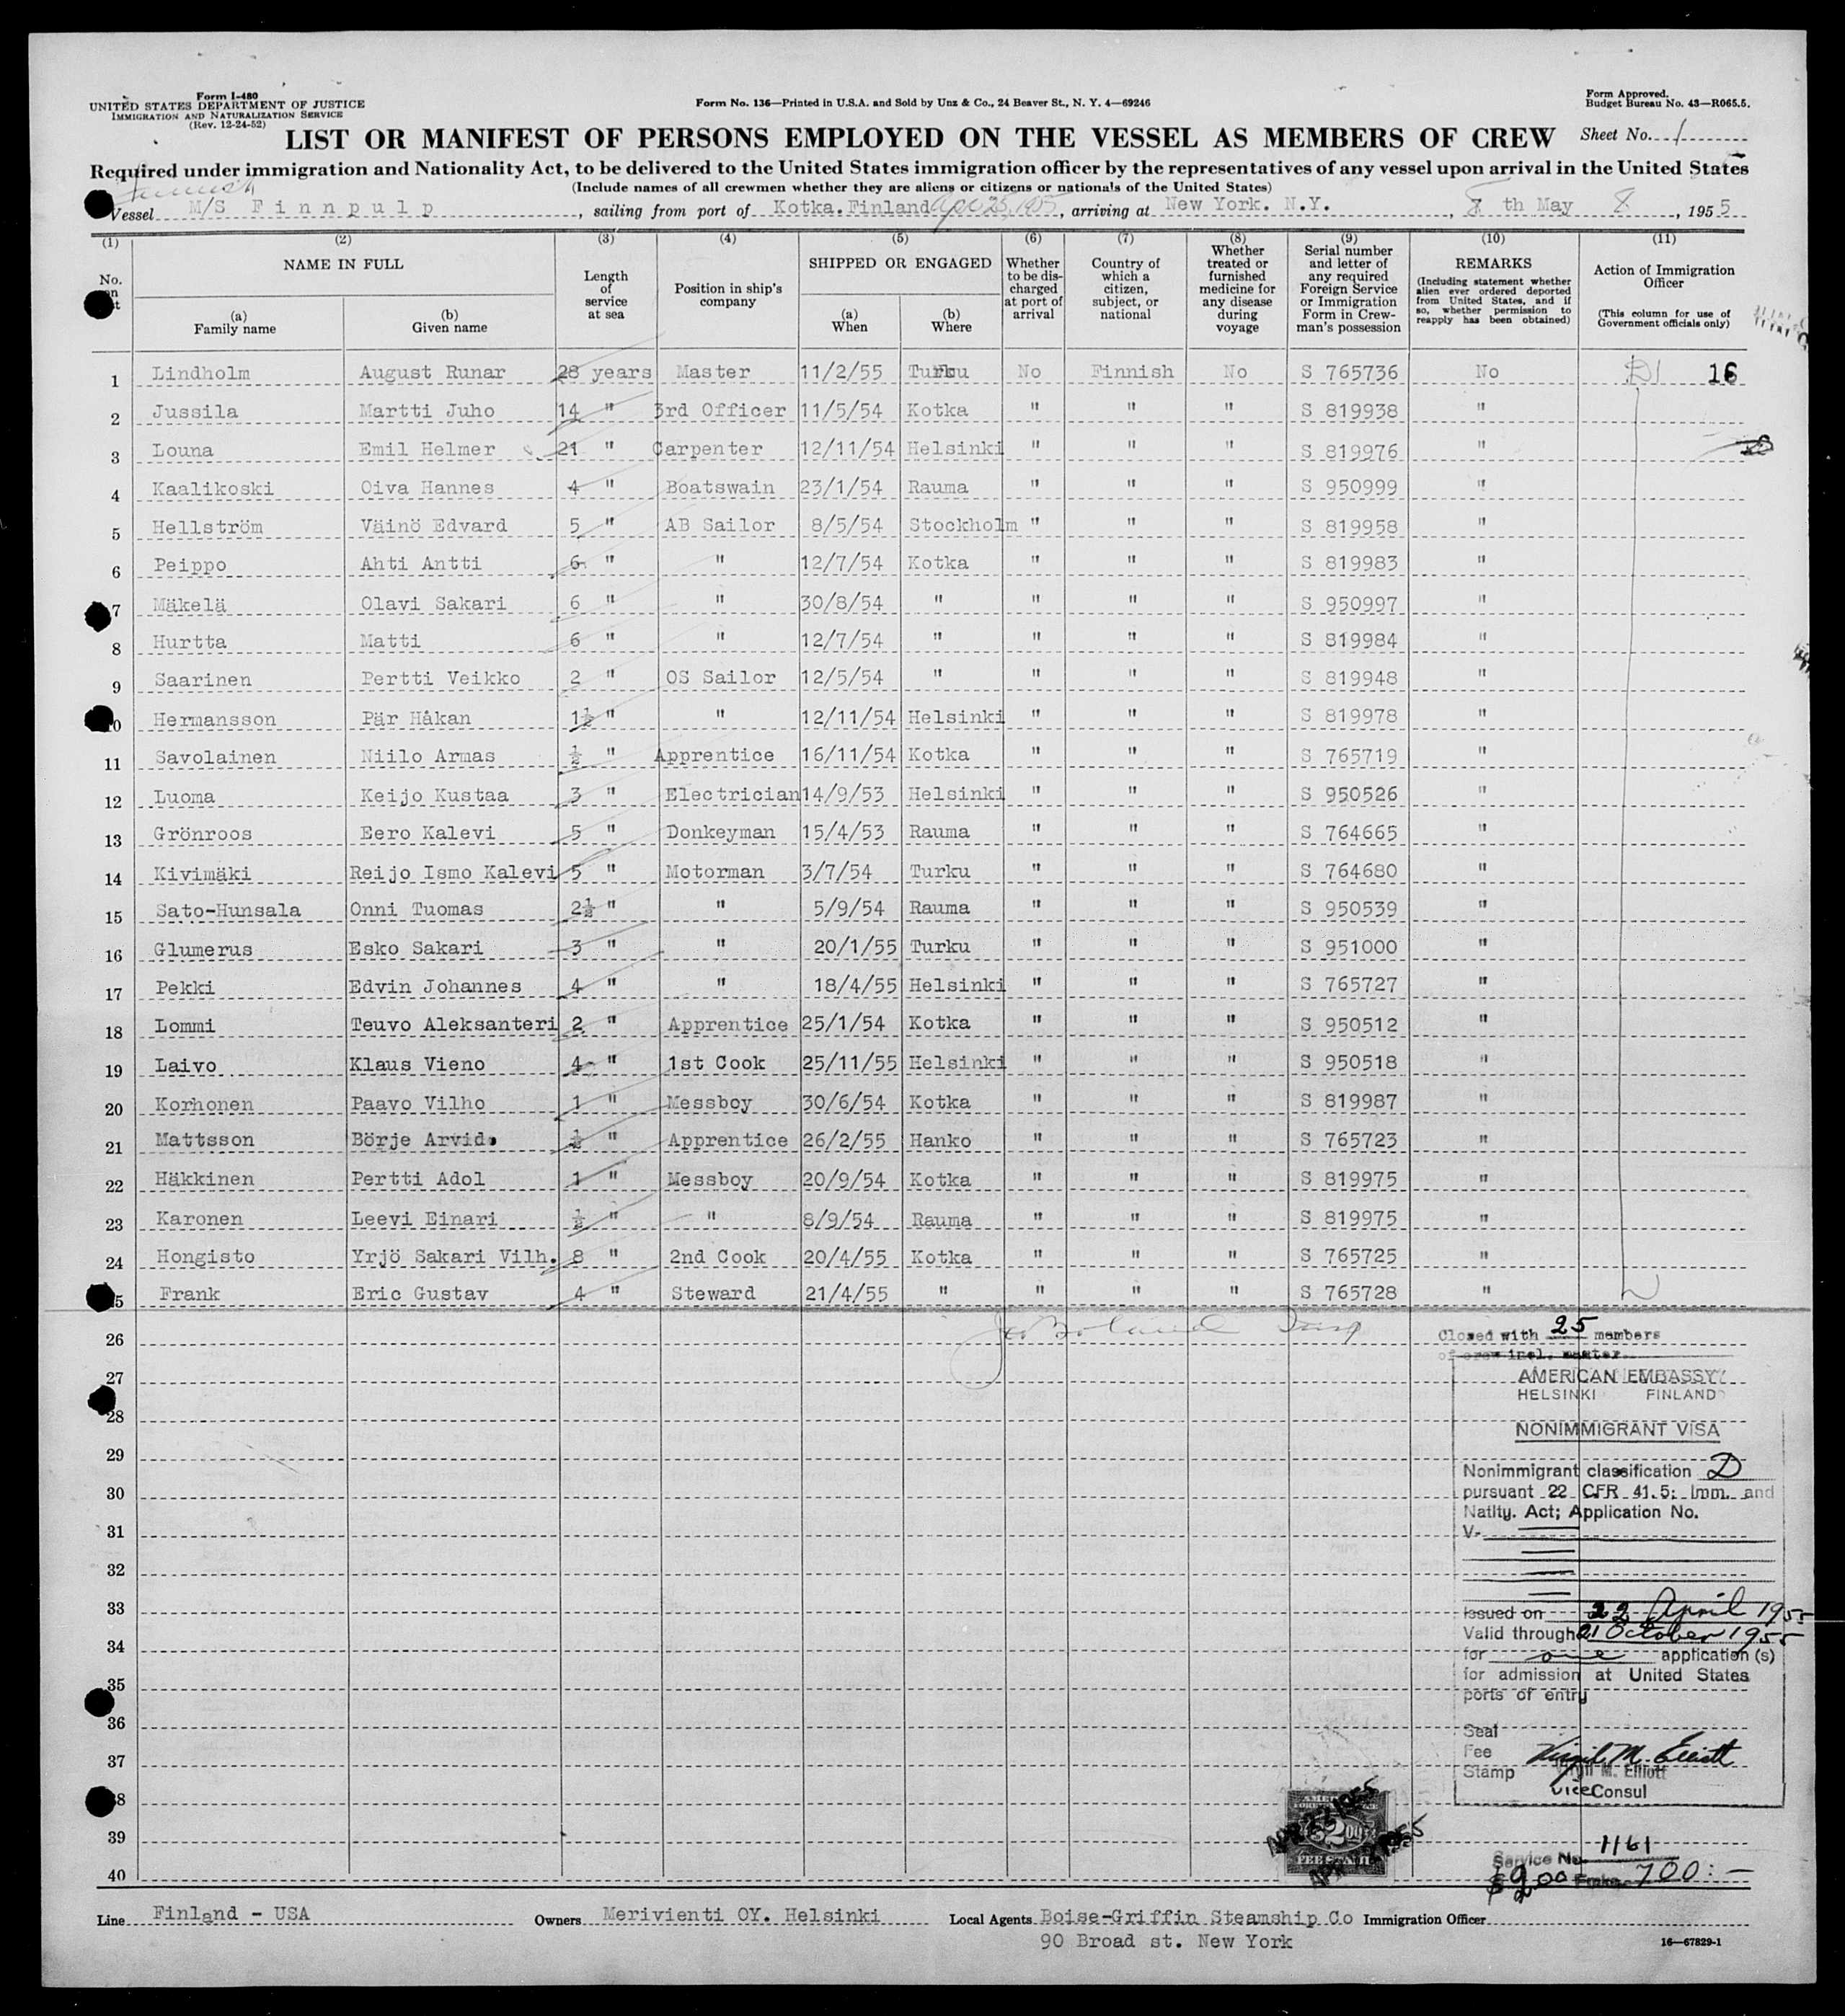 Form I-480
UNITED STATES DEPARTMENT OF JUSTICE
IMMIGRATION AND NATURALIZATION SERVICE
(Rev. 12-24-52)
Form No. 136—Printed in U.S.A. and Sold by Unz & Co., 24 Beaver St., N. Y. 4—69246
Form Approved.
Budget Bureau No. 43—R065.5.
LIST OR MANIFEST OF PERSONS EMPLOYED ON THE VESSEL AS MEMBERS OF CREW
Sheet No. 1
Required under immigration and Nationality Act, to be delivered to the United States immigration officer by the representatives of any vessel upon arrival in the United States
(Include names of all crewmen whether they are aliens or citizens or nationals of the United States)
Finnish
Vessel M/S Finnpulp, sailing from port of Kotka.Finland Apr 25, 1955, arriving at New York. N.Y., 8 th May 8, 1955
(1) (2) (3) (4) (5) (6) (7) (8) (9) (10) (11)
No. on list
NAME IN FULL
(a) Family name
(b) Given name
Length of service at sea
Position in ship's company
SHIPPED OR ENGAGED
(a) When
(b) Where
Whether to be discharged at port of arrival
Country of which a citizen, subject, or national
Whether treated or furnished medicine for any disease during voyage
Serial number and letter of any required Foreign Service or Immigration Form in Crewman's possession
REMARKS
(Including statement whether alien ever ordered deported from United States, and if so, whether permission to reapply has been obtained)
Action of Immigration Officer
(This column for use of Government officials only)
1 Lindholm August Runar 28 years Master 11/2/55 Turku No Finnish No S 765736 No D1 16
2 Jussila Martti Juho 14 " 3rd Officer 11/5/54 Kotka " " " S 819938 "
3 Louna Emil Helmer 21 " Carpenter 12/11/54 Helsinki " " " S 819976 "
4 Kaalikoski Oiva Hannes 4 " Boatswain 23/1/54 Rauma " " " S 950999 "
5 Hellström Väinö Edvard 5 " AB Sailor 8/5/54 Stockholm " " " S 819958 "
6 Peippo Ahti Antti 6 " " 12/7/54 Kotka " " " S 819983 "
7 Mäkelä Olavi Sakari 6 " " 30/8/54 " " " " S 950997 "
8 Hurtta Matti 6 " " 12/7/54 " " " " S 819984 "
9 Saarinen Pertti Veikko 2 " OS Sailor 12/5/54 " " " " S 819948 "
10 Hermansson Pär Håkan 1½ " " 12/11/54 Helsinki " " " S 819978 "
11 Savolainen Niilo Armas ½ " Apprentice 16/11/54 Kotka " " " S 765719 "
12 Luoma Keijo Kustaa 3 " Electrician 14/9/53 Helsinki " " " S 950526 "
13 Grönroos Eero Kalevi 5 " Donkeyman 15/4/53 Rauma " " " S 764665 "
14 Kivimäki Reijo Ismo Kalevi 5 " Motorman 3/7/54 Turku " " " S 764680 "
15 Sato-Hunsala Onni Tuomas 2½ " " 5/9/54 Rauma " " " S 950539 "
16 Glumerus Esko Sakari 3 " " 20/1/55 Turku " " " S 951000 "
17 Pekki Edvin Johannes 4 " " 18/4/55 Helsinki " " " S 765727 "
18 Lommi Teuvo Aleksanteri 2 " Apprentice 25/1/54 Kotka " " " S 950512 "
19 Laivo Klaus Vieno 4 " 1st Cook 25/11/55 Helsinki " " " S 950518 "
20 Korhonen Paavo Vilho 1 " Messboy 30/6/54 Kotka " " " S 819987 "
21 Mattsson Börje Arvid. ½ " Apprentice 26/2/55 Hanko " " " S 765723 "
22 Häkkinen Pertti Adol 1 " Messboy 20/9/54 Kotka " " " S 819975 "
23 Karonen Leevi Einari ½ " " 8/9/54 Rauma " " " S 819975 "
24 Hongisto Yrjö Sakari Vilh. 8 " 2nd Cook 20/4/55 Kotka " " " S 765725 "
25 Frank Eric Gustav 4 " Steward 21/4/55 " " " " S 765728 "
26
27
28
29
30
31
32
33
34
35
36
37
38
39
40
Closed with 25 members
of crew incl. master.
AMERICAN EMBASSY
HELSINKI FINLAND
NONIMMIGRANT VISA
Nonimmigrant classification D
pursuant 22 CFR 41.5; Imm. and
Natlty. Act; Application No.
V-
Issued on 22 April 1955
Valid through 21 October 1955
for one application (s)
for admission at United States
ports of entry
Seal
Fee
Stamp
Virgil M. Elliott
Virgil M. Elliott
Vice Consul
$2.00
FEE STAMP
APR 22 1955
Service No. 1161
$2.00 Fmks. 700:—
Line Finland - USA Owners Merivienti OY. Helsinki Local Agents Boise-Griffin Steamship Co Immigration Officer
90 Broad st. New York
16—67829-1